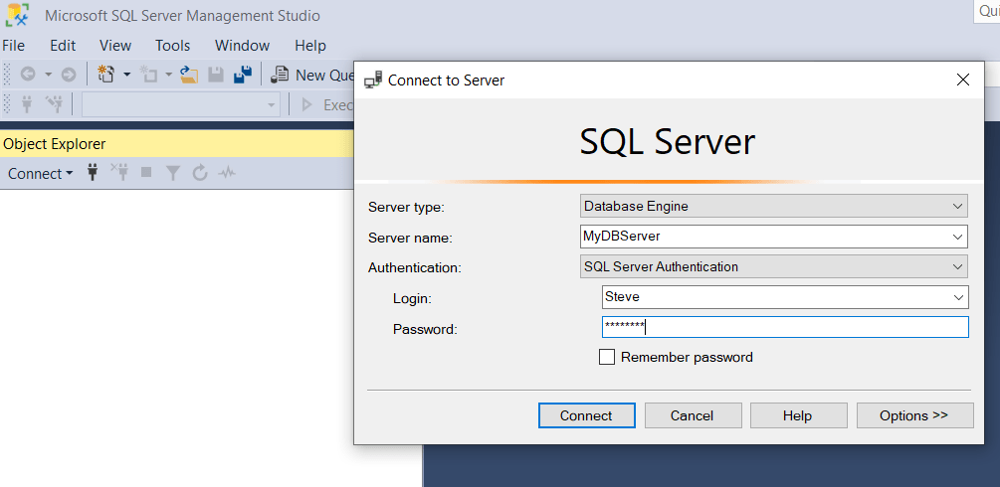 Microsoft SQL Server Management Studio
Qui
File Edit View Tools Window Help
New Que
Exec
Object Explorer
Connect
Connect to Server
SQL Server
Server type: Database Engine
Server name: MyDBServer
Authentication: SQL Server Authentication
Login: Steve
Password: ********
Remember password
Connect Cancel Help Options >>